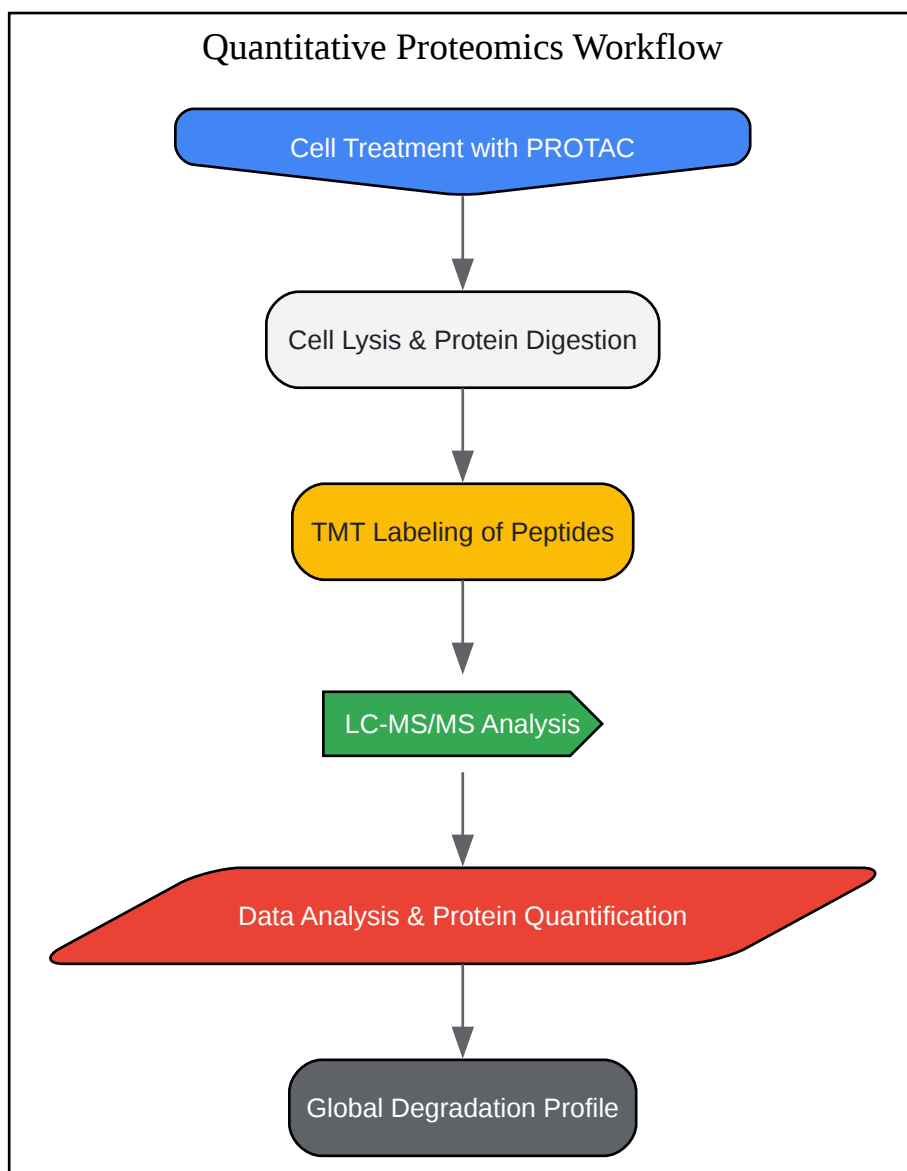 Quantitative Proteomics Workflow
Cell Treatment with PROTAC
Cell Lysis & Protein Digestion
TMT Labeling of Peptides
LC-MS/MS Analysis
Data Analysis & Protein Quantification
Global Degradation Profile